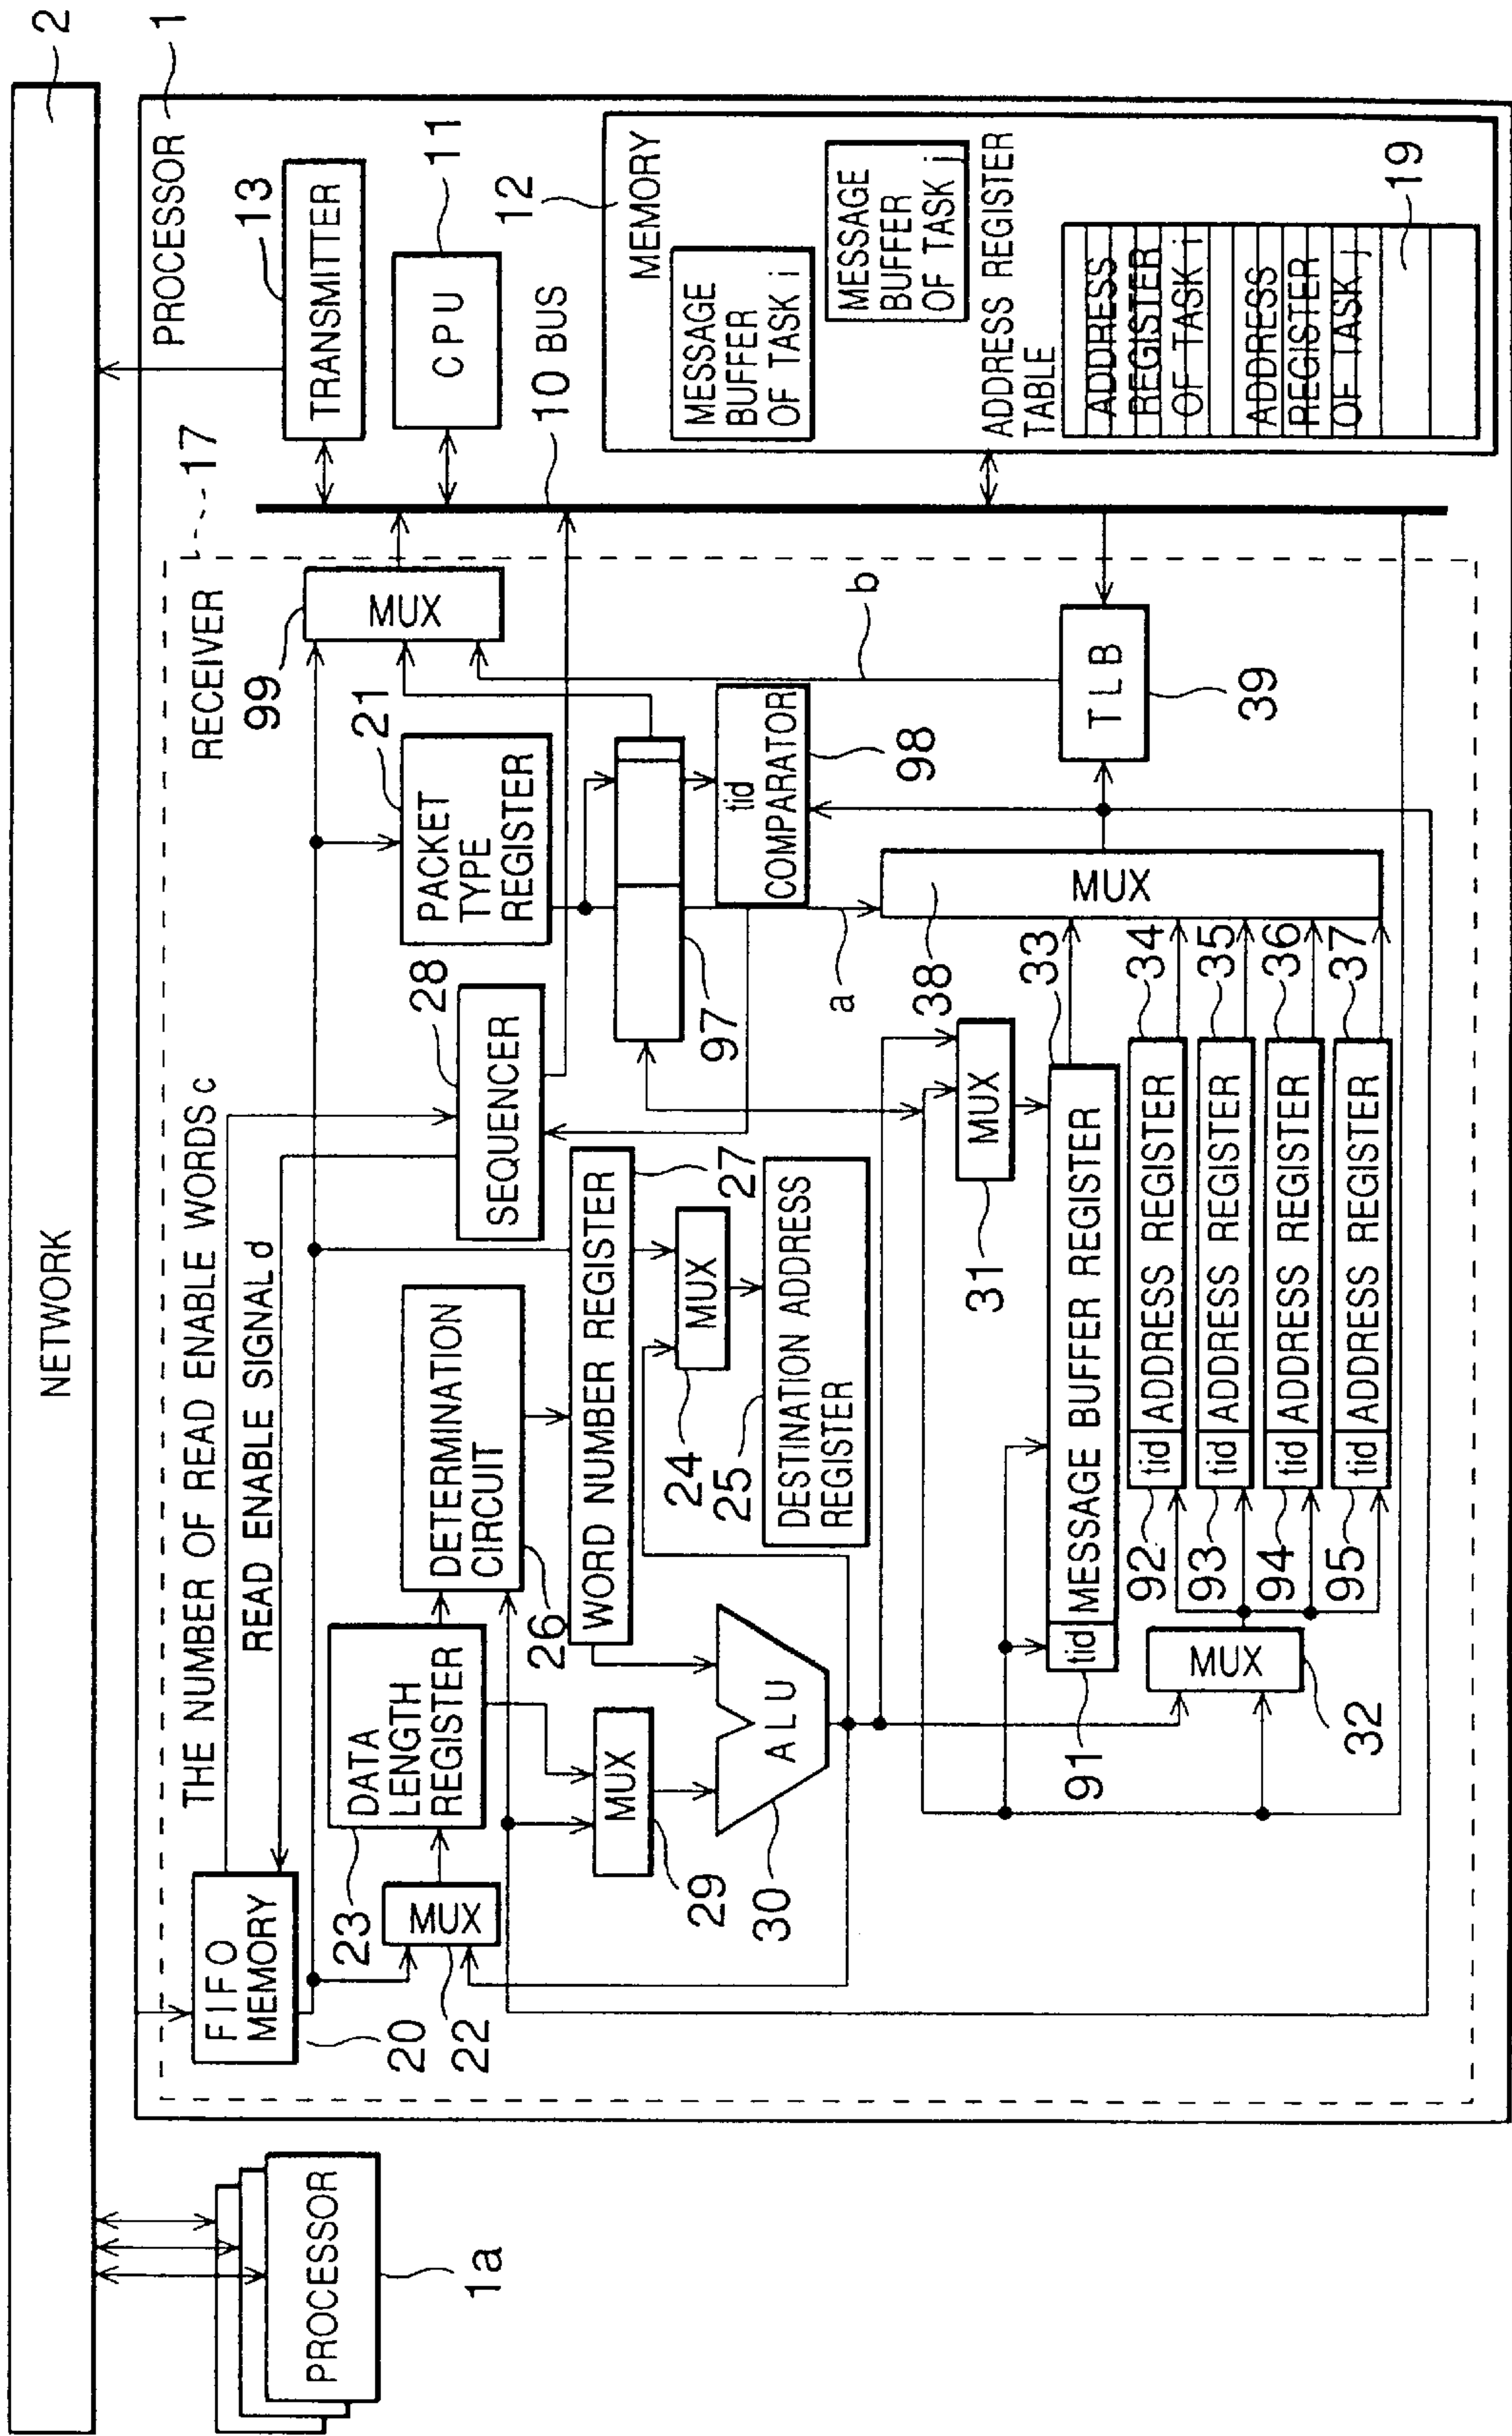 NETWORK
2
PROCESSOR
1a
PROCESSOR
1
17
RECEIVER
THE NUMBER OF READ ENABLE WORDS c
READ ENABLE SIGNAL d
FIFO
MEMORY
20
MUX
22
DATA
LENGTH
REGISTER
23
DETERMINATION
CIRCUIT
26
SEQUENCER
28
PACKET
TYPE
REGISTER
21
MUX
99
WORD NUMBER REGISTER
27
MUX
29
MUX
24
ALU
30
DESTINATION ADDRESS
REGISTER
25
97
tid
COMPARATOR
98
a
b
MUX
31
tid
MESSAGE BUFFER REGISTER
91
33
MUX
32
tid
ADDRESS REGISTER
92
34
tid
ADDRESS REGISTER
93
35
tid
ADDRESS REGISTER
94
36
tid
ADDRESS REGISTER
95
37
MUX
38
TLB
39
10 BUS
TRANSMITTER
13
CPU
11
MEMORY
12
MESSAGE
BUFFER
OF TASK i
MESSAGE
BUFFER
OF TASK j
ADDRESS REGISTER
TABLE
ADDRESS
REGISTER
OF TASK i
ADDRESS
REGISTER
OF TASK j
19